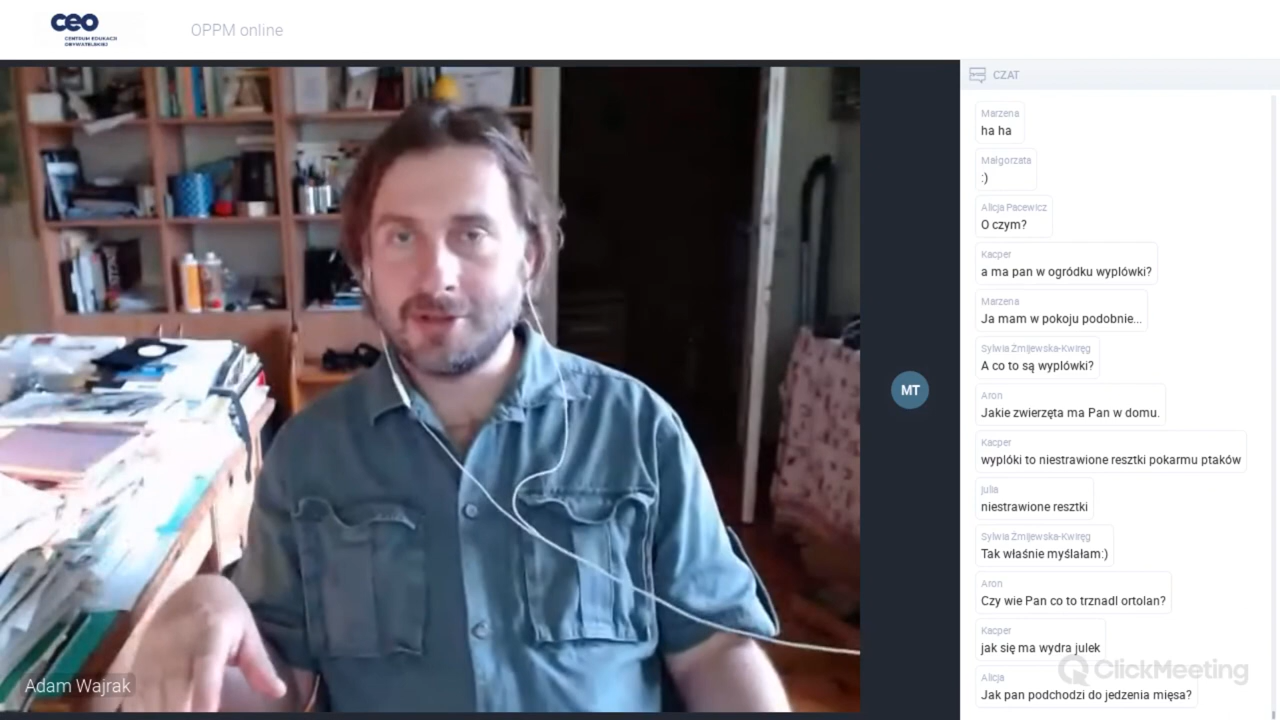 ceo
CENTRUM EDUKACJI
OBYWATELSKIEJ
OPPM online
CZAT
Marzena
ha ha
Małgorzata
:)
Alicja Pacewicz
O czym?
Kacper
a ma pan w ogródku wyplówki?
Marzena
Ja mam w pokoju podobnie...
Sylwia Żmijewska-Kwiręg
A co to są wyplówki?
Aron
Jakie zwierzęta ma Pan w domu.
Kacper
wyplóki to niestrawione resztki pokarmu ptaków
julia
niestrawione resztki
Sylwia Żmijewska-Kwiręg
Tak właśnie myślałam:)
Aron
Czy wie Pan co to trznadl ortolan?
Kacper
jak się ma wydra julek
Alicja
Jak pan podchodzi do jedzenia mięsa?
MT
Adam Wajrak
ClickMeeting